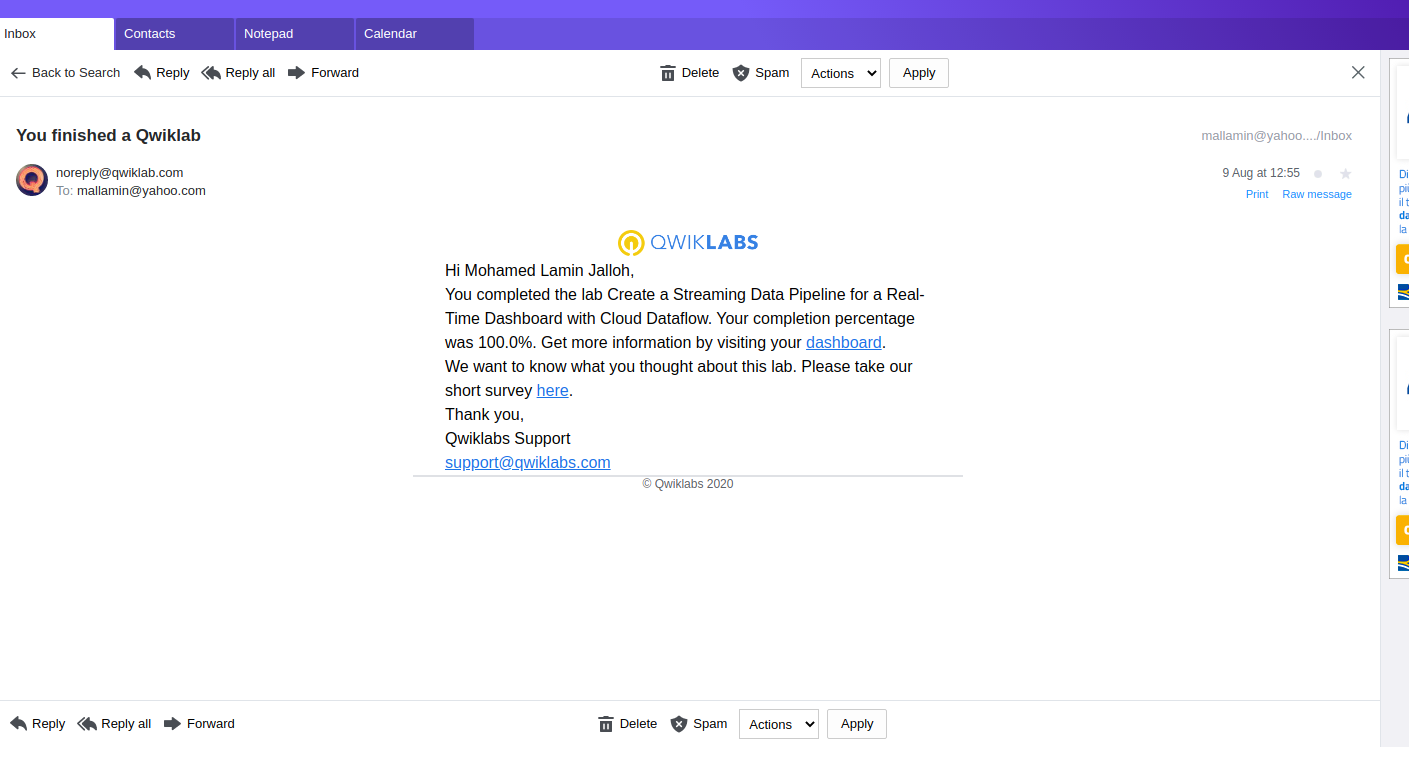 Inbox Contacts Notepad Calendar
Back to Search Reply Reply all Forward Delete Spam Actions Apply
You finished a Qwiklab mallamin@yahoo..../Inbox
noreply@qwiklab.com 9 Aug at 12:55
To: mallamin@yahoo.com Print Raw message
QWIKLABS
Hi Mohamed Lamin Jalloh,
You completed the lab Create a Streaming Data Pipeline for a Real-
Time Dashboard with Cloud Dataflow. Your completion percentage
was 100.0%. Get more information by visiting your dashboard.
We want to know what you thought about this lab. Please take our
short survey here.
Thank you,
Qwiklabs Support
support@qwiklabs.com
© Qwiklabs 2020
Reply Reply all Forward Delete Spam Actions Apply
Di
più
il t
da
la
Di
più
il t
da
la